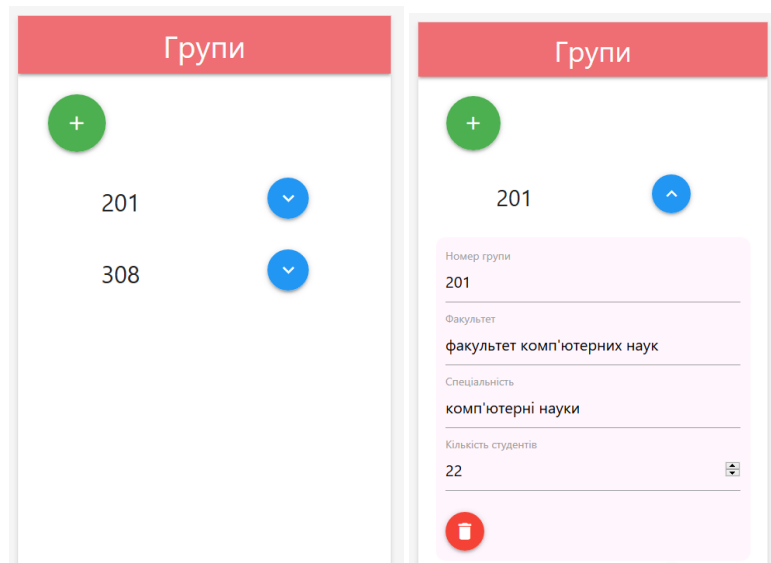 Групи
201
308
Групи
201
Номер групи
201
Факультет
факультет комп'ютерних наук
Спеціальність
комп'ютерні науки
Кількість студентів
22